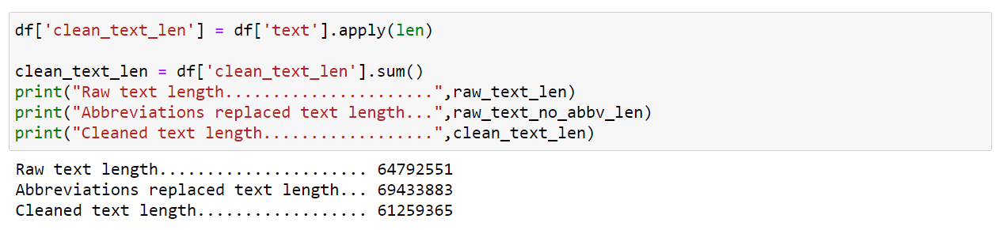 df['clean_text_len'] = df['text'].apply(len)
clean_text_len = df['clean_text_len'].sum()
print("Raw text length......................",raw_text_len)
print("Abbreviations replaced text length...",raw_text_no_abbv_len)
print("Cleaned text length..................",clean_text_len)
Raw text length...................... 64792551
Abbreviations replaced text length... 69433883
Cleaned text length.................. 61259365